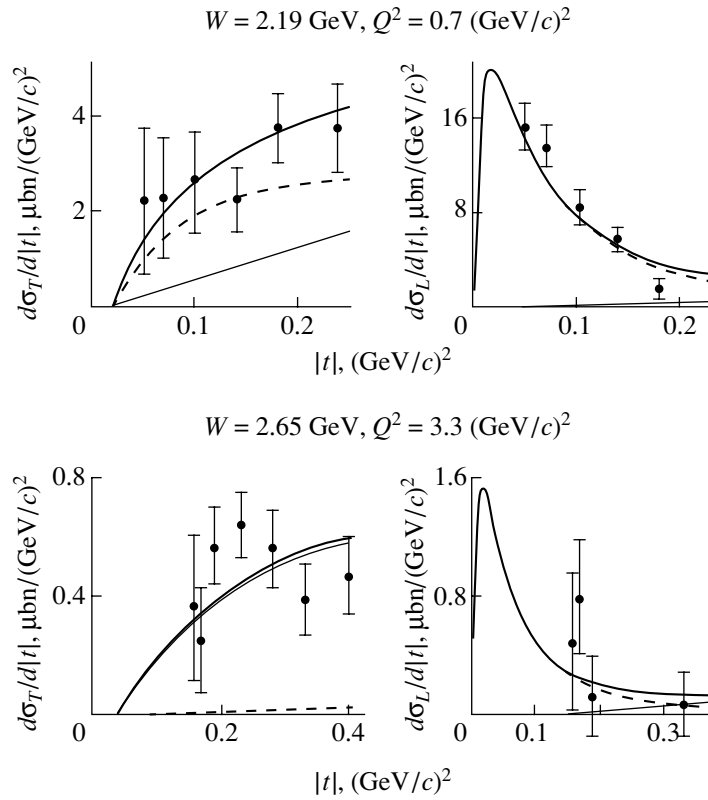 W = 2.19 GeV, Q² = 0.7 (GeV/c)²
dσ_T/d|t|, μbn/(GeV/c)²
4
2
0
0.1
0.2
dσ_L/d|t|, μbn/(GeV/c)²
16
8
0
0.1
0.2
|t|, (GeV/c)²
W = 2.65 GeV, Q² = 3.3 (GeV/c)²
dσ_T/d|t|, μbn/(GeV/c)²
0.8
0.4
0
0.2
0.4
dσ_L/d|t|, μbn/(GeV/c)²
1.6
0.8
0
0.1
0.3
|t|, (GeV/c)²